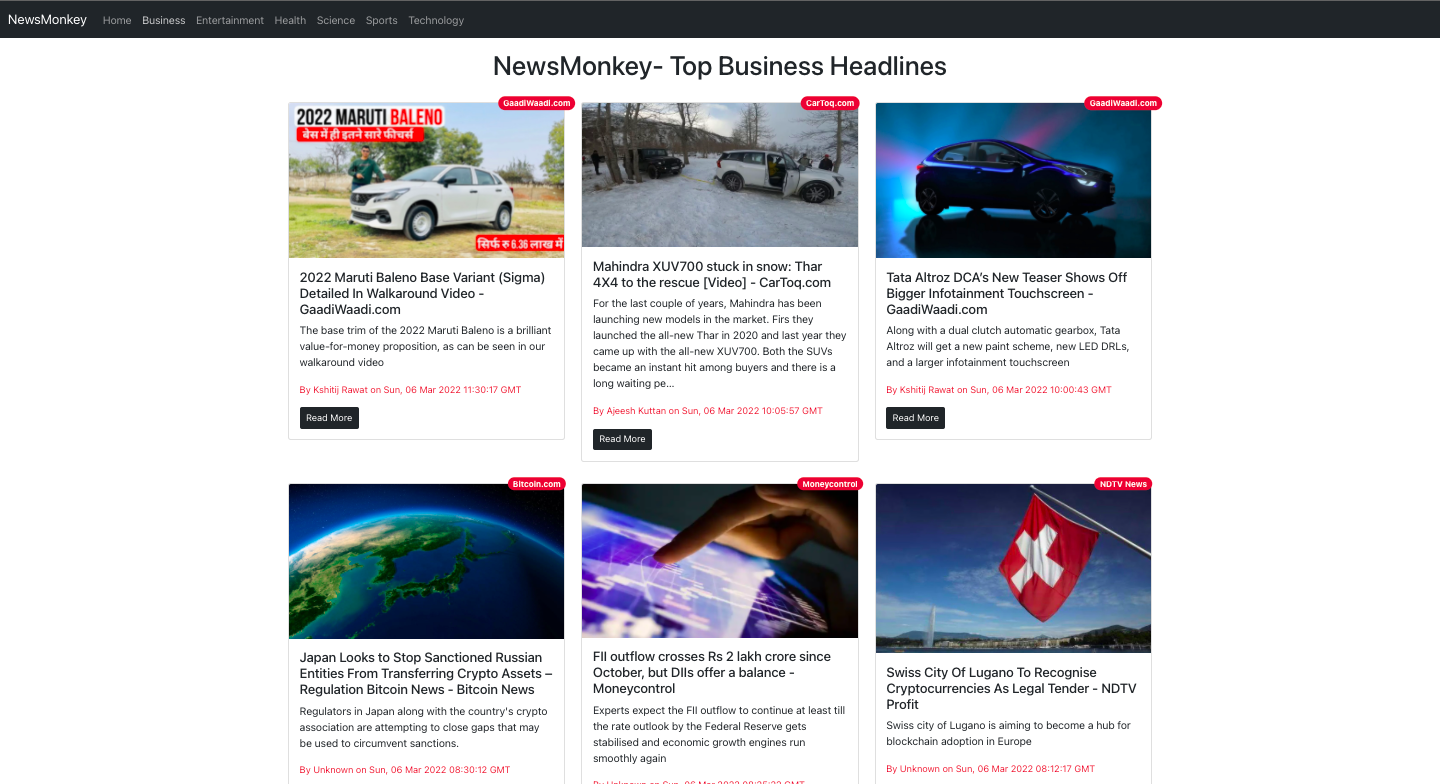 NewsMonkey Home Business Entertainment Health Science Sports Technology
NewsMonkey- Top Business Headlines
GaadiWaadi.com
2022 MARUTI BALENO
बेस में ही इतने सारे फीचर्स
सिर्फ रु 6.36 लाख में
2022 Maruti Baleno Base Variant (Sigma)
Detailed In Walkaround Video -
GaadiWaadi.com
The base trim of the 2022 Maruti Baleno is a brilliant
value-for-money proposition, as can be seen in our
walkaround video
By Kshitij Rawat on Sun, 06 Mar 2022 11:30:17 GMT
Read More
CarToq.com
Mahindra XUV700 stuck in snow: Thar
4X4 to the rescue [Video] - CarToq.com
For the last couple of years, Mahindra has been
launching new models in the market. Firs they
launched the all-new Thar in 2020 and last year they
came up with the all-new XUV700. Both the SUVs
became an instant hit among buyers and there is a
long waiting pe...
By Ajeesh Kuttan on Sun, 06 Mar 2022 10:05:57 GMT
Read More
GaadiWaadi.com
Tata Altroz DCA’s New Teaser Shows Off
Bigger Infotainment Touchscreen -
GaadiWaadi.com
Along with a dual clutch automatic gearbox, Tata
Altroz will get a new paint scheme, new LED DRLs,
and a larger infotainment touchscreen
By Kshitij Rawat on Sun, 06 Mar 2022 10:00:43 GMT
Read More
Bitcoin.com
Japan Looks to Stop Sanctioned Russian
Entities From Transferring Crypto Assets –
Regulation Bitcoin News - Bitcoin News
Regulators in Japan along with the country's crypto
association are attempting to close gaps that may
be used to circumvent sanctions.
By Unknown on Sun, 06 Mar 2022 08:30:12 GMT
Moneycontrol
FII outflow crosses Rs 2 lakh crore since
October, but DIIs offer a balance -
Moneycontrol
Experts expect the FII outflow to continue at least till
the rate outlook by the Federal Reserve gets
stabilised and economic growth engines run
smoothly again
NDTV News
Swiss City Of Lugano To Recognise
Cryptocurrencies As Legal Tender - NDTV
Profit
Swiss city of Lugano is aiming to become a hub for
blockchain adoption in Europe
By Unknown on Sun, 06 Mar 2022 08:12:17 GMT